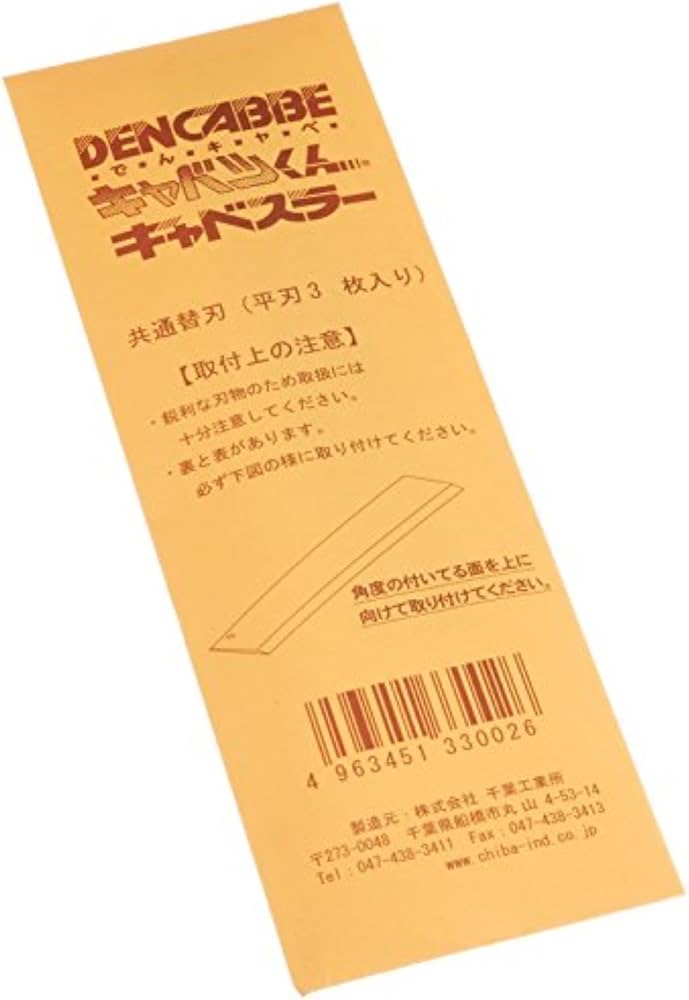 DENCABBE
・でんキャベ・
キャベツくん...®
キャベスラー
共通替刃（平刃3 枚入り）
【取付上の注意】
・鋭利な刃物のため取扱には
十分注意してください。
・裏と表があります。
必ず下図の様に取り付けてください。
角度の付いてる面を上に
向けて取り付けてください。
4 963451 330026
製造元：株式会社 千葉工業所
〒273-0048 千葉県船橋市丸山 4-53-14
Tel：047-438-3411 Fax：047-438-3413
www.chiba-ind.co.jp